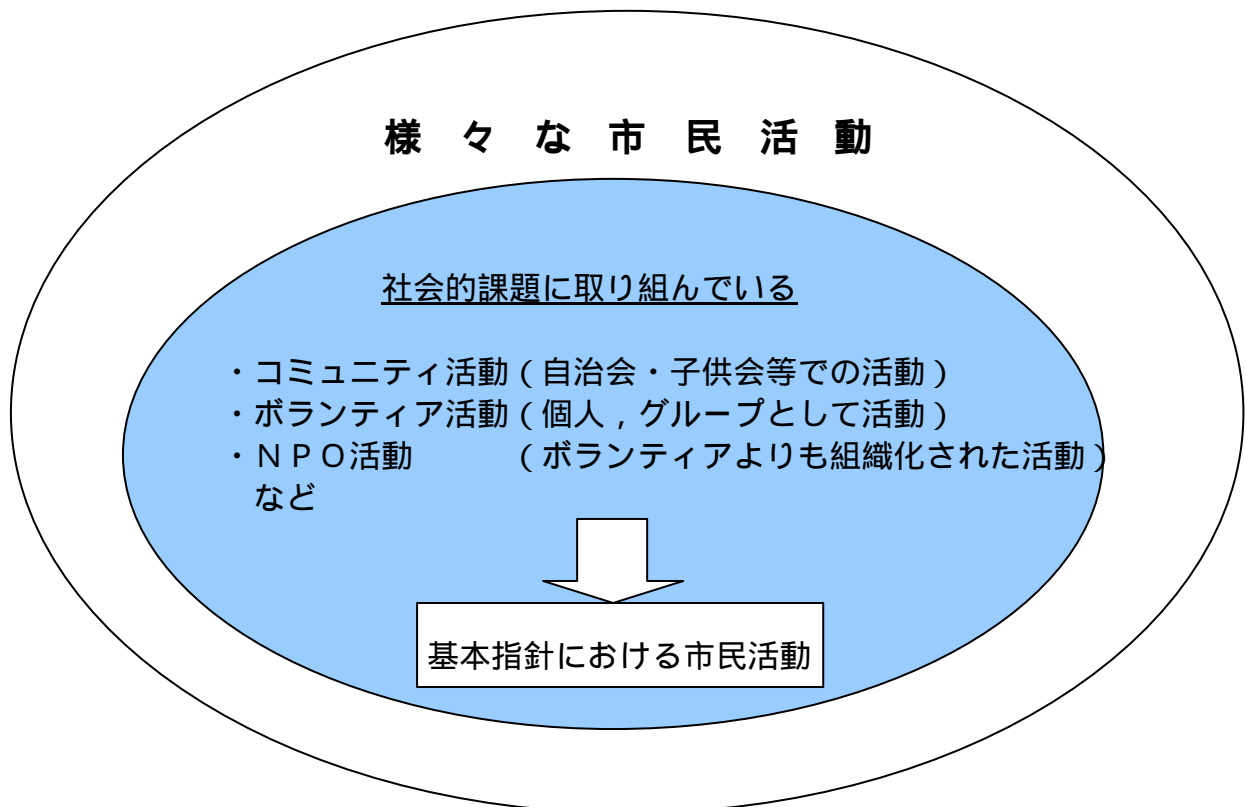 様 々 な 市 民 活 動
社会的課題に取り組んでいる
・コミュニティ活動（自治会・子供会等での活動）
・ボランティア活動（個人，グループとして活動）
・ＮＰＯ活動　　　（ボランティアよりも組織化された活動）
など
基本指針における市民活動